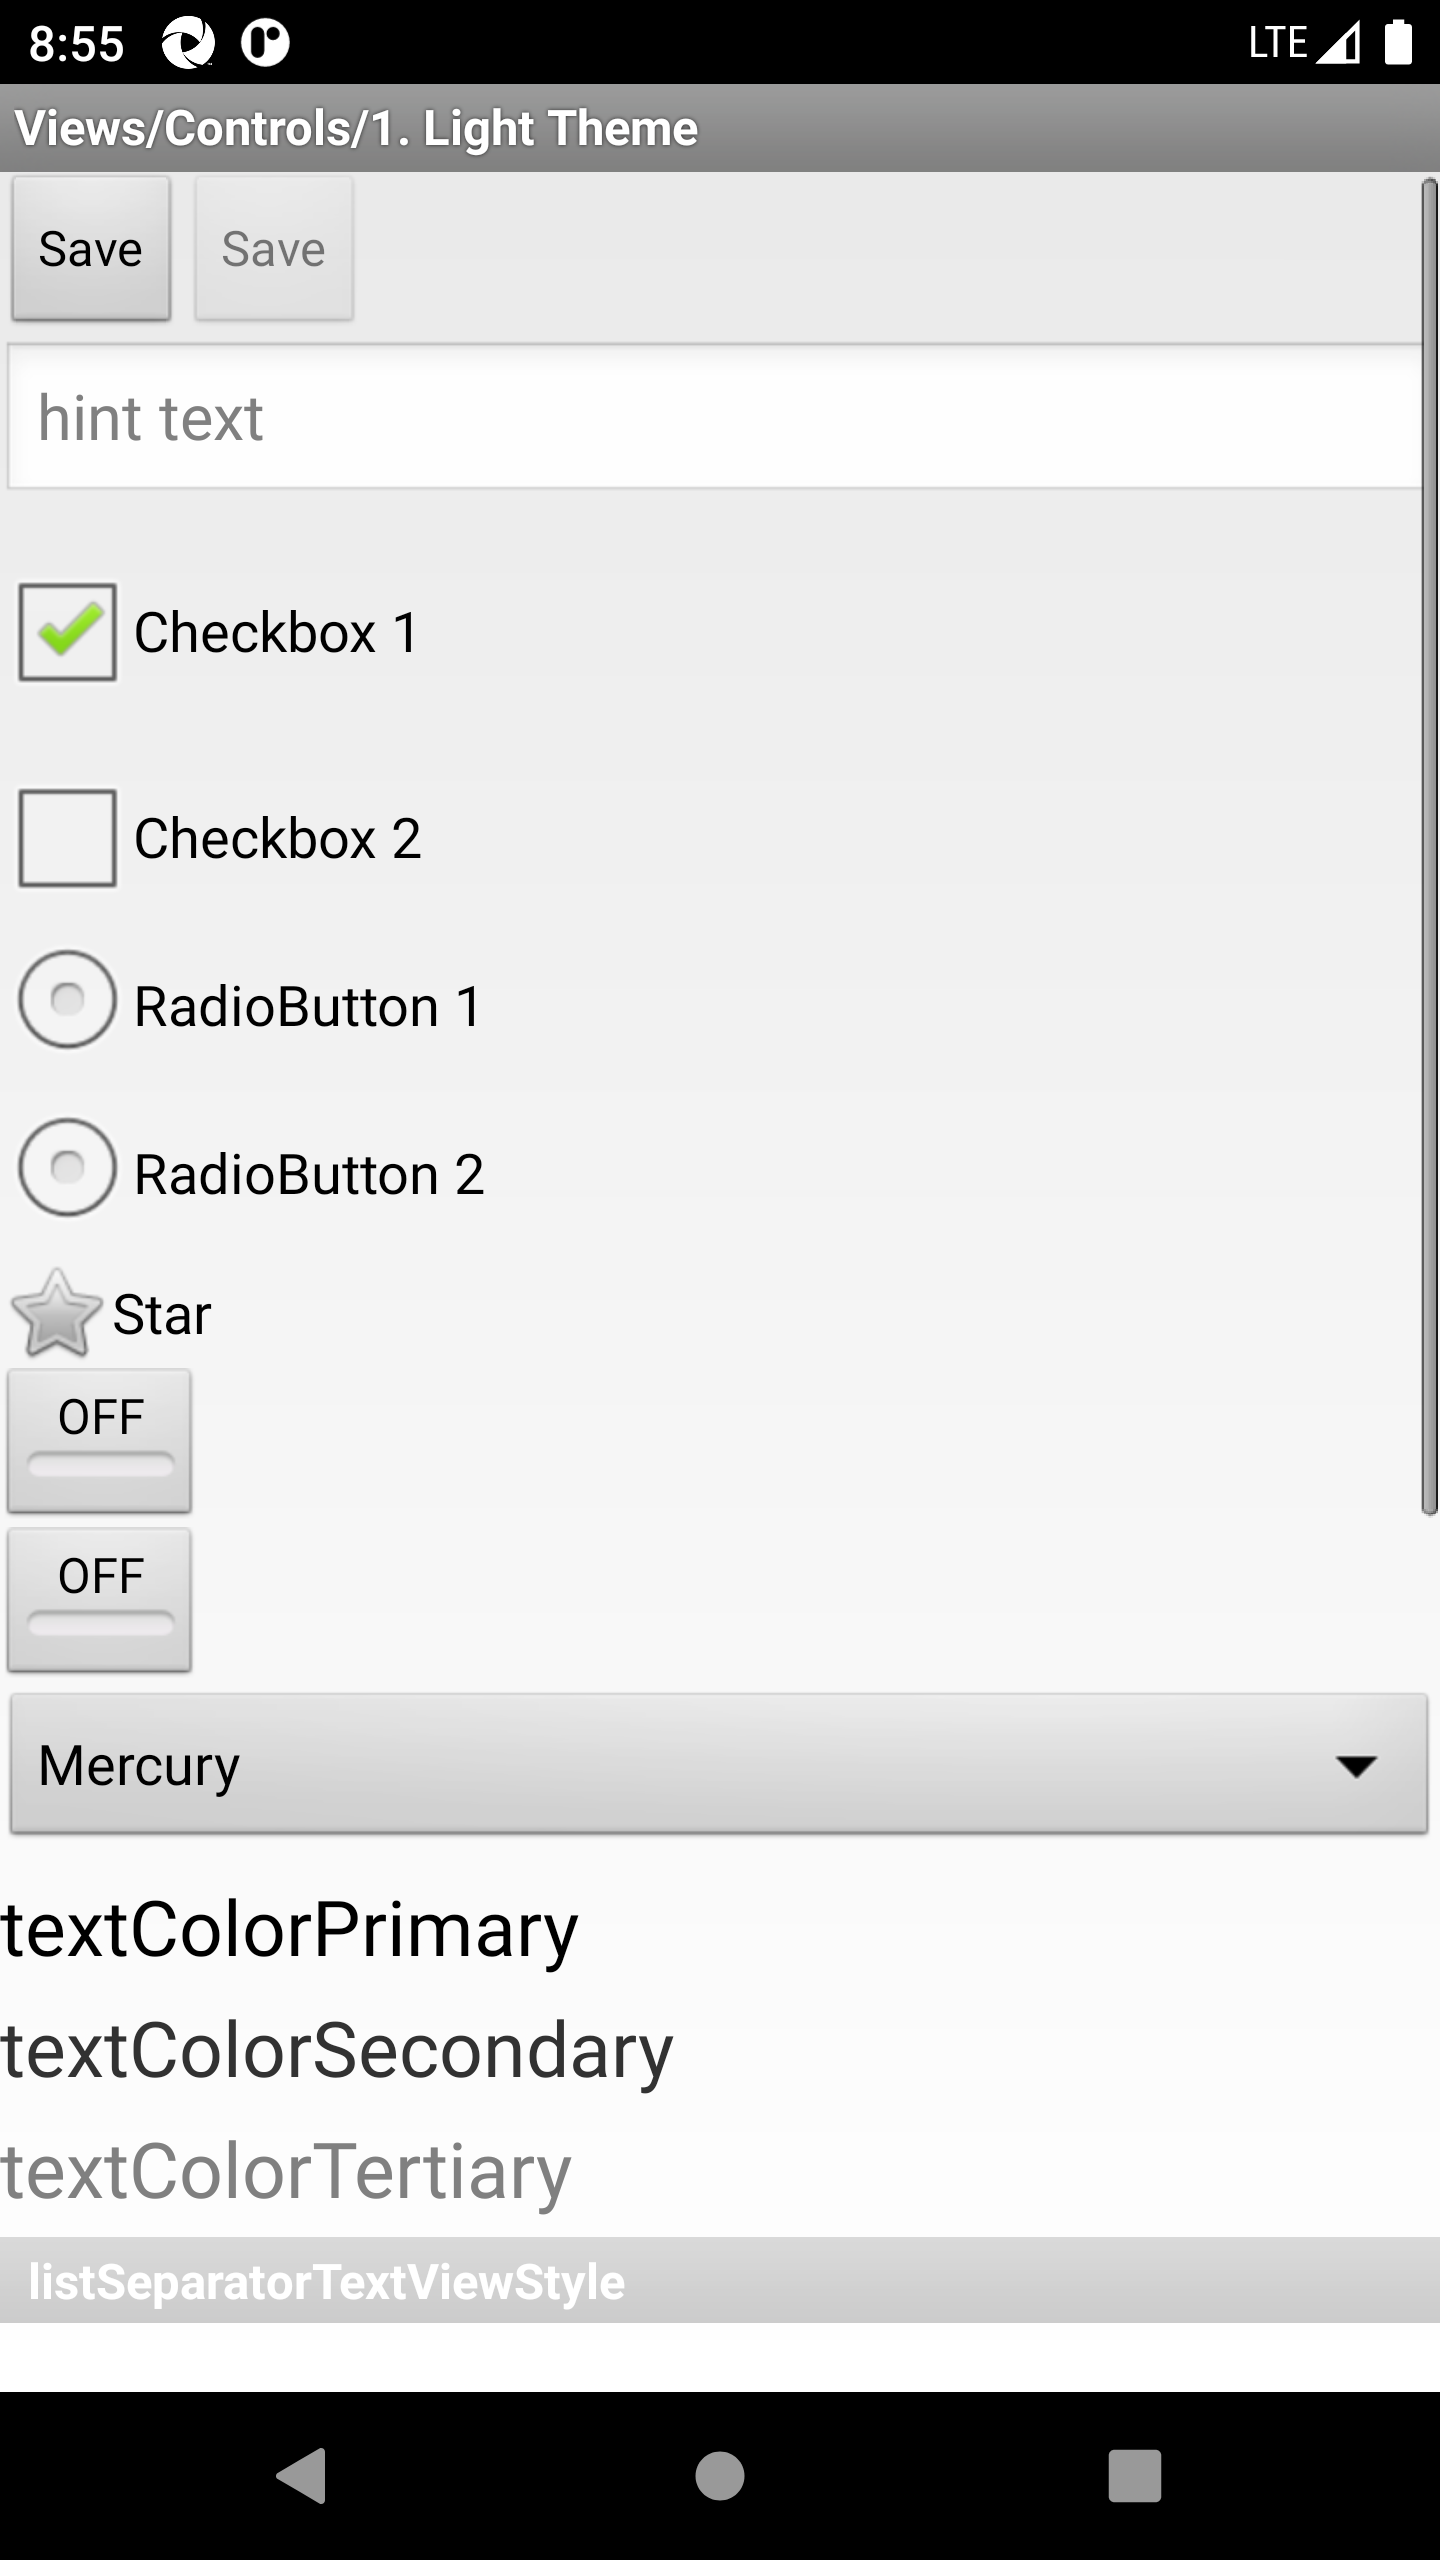 8:55 LTE
Views/Controls/1. Light Theme
Save Save
hint text
Checkbox 1
Checkbox 2
RadioButton 1
RadioButton 2
Star
OFF
OFF
Mercury
textColorPrimary
textColorSecondary
textColorTertiary
listSeparatorTextViewStyle